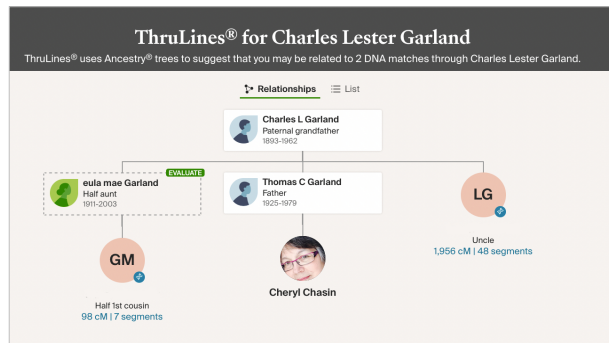 ThruLines® for Charles Lester Garland
ThruLines® uses Ancestry® trees to suggest that you may be related to 2 DNA matches through Charles Lester Garland.
Relationships List
Charles L Garland
Paternal grandfather
1893-1962
EVALUATE
eula mae Garland
Half aunt
1911-2003
Thomas C Garland
Father
1925-1979
LG
Uncle
1,956 cM | 48 segments
GM
Half 1st cousin
98 cM | 7 segments
Cheryl Chasin